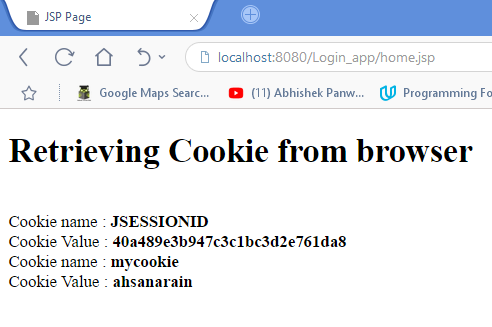 JSP Page
localhost:8080/Login_app/home.jsp
Google Maps Searc... (11) Abhishek Panw... Programming Fo
Retrieving Cookie from browser
Cookie name : JSESSIONID
Cookie Value : 40a489e3b947c3c1bc3d2e761da8
Cookie name : mycookie
Cookie Value : ahsanarain